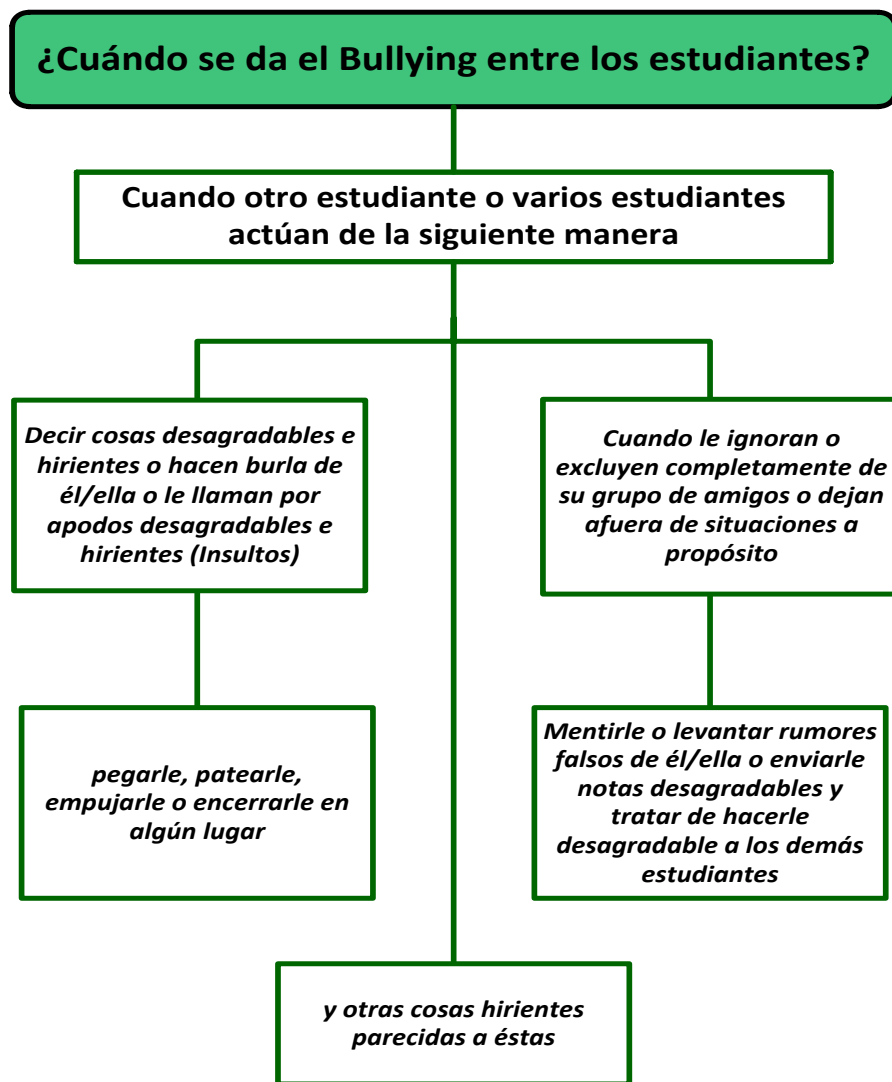 ¿Cuándo se da el Bullying entre los estudiantes?
Cuando otro estudiante o varios estudiantes
actúan de la siguiente manera
Decir cosas desagradables e
hirientes o hacen burla de
él/ella o le llaman por
apodos desagradables e
hirientes (Insultos)
Cuando le ignoran o
excluyen completamente de
su grupo de amigos o dejan
afuera de situaciones a
propósito
pegarle, patearle,
empujarle o encerrarle en
algún lugar
Mentirle o levantar rumores
falsos de él/ella o enviarle
notas desagradables y
tratar de hacerle
desagradable a los demás
estudiantes
y otras cosas hirientes
parecidas a éstas